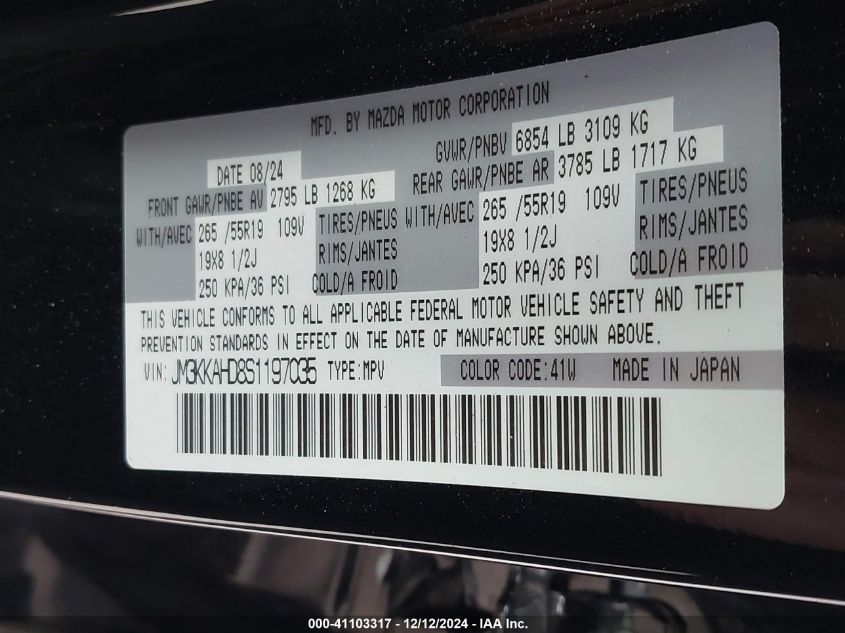 MFD. BY MAZDA MOTOR CORPORATION
DATE 08/24 GVWR/PNBV 6854 LB 3109 KG
FRONT GAWR/PNBE AV 2795 LB 1268 KG REAR GAWR/PNBE AR 3785 LB 1717 KG
WITH/AVEC 265 /55R19 109V TIRES/PNEUS WITH/AVEC 265 /55R19 109V TIRES/PNEUS
19X8 1/2J RIMS/JANTES 19X8 1/2J RIMS/JANTES
250 KPA/36 PSI COLD/A FROID 250 KPA/36 PSI COLD/A FROID
THIS VEHICLE CONFORMS TO ALL APPLICABLE FEDERAL MOTOR VEHICLE SAFETY AND THEFT
PREVENTION STANDARDS IN EFFECT ON THE DATE OF MANUFACTURE SHOWN ABOVE.
VIN: JM3KKAHD8S1197035 TYPE:MPV COLOR CODE:41W MADE IN JAPAN
000-41103317 - 12/12/2024 - IAA Inc.